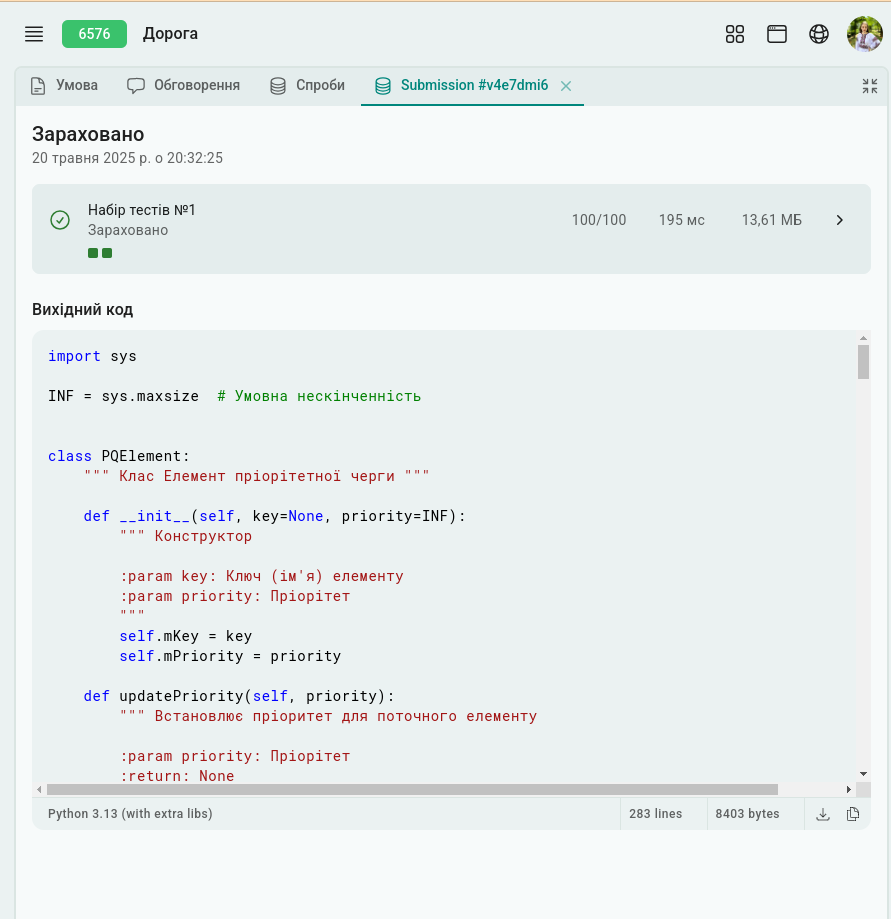 6576 Дорога
Умова Обговорення Спроби Submission #v4e7dmi6
Зараховано
20 травня 2025 р. о 20:32:25
Набір тестів №1
Зараховано
100/100 195 мс 13,61 МБ
Вихідний код
import sys
INF = sys.maxsize  # Умовна нескінченність
class PQElement:
    """ Клас Елемент пріорітетної черги """
    def __init__(self, key=None, priority=INF):
        """ Конструктор
        :param key: Ключ (ім'я) елементу
        :param priority: Пріорітет
        """
        self.mKey = key
        self.mPriority = priority
    def updatePriority(self, priority):
        """ Встановлює пріоритет для поточного елементу
        :param priority: Пріорітет
        :return: None
Python 3.13 (with extra libs) 283 lines 8403 bytes